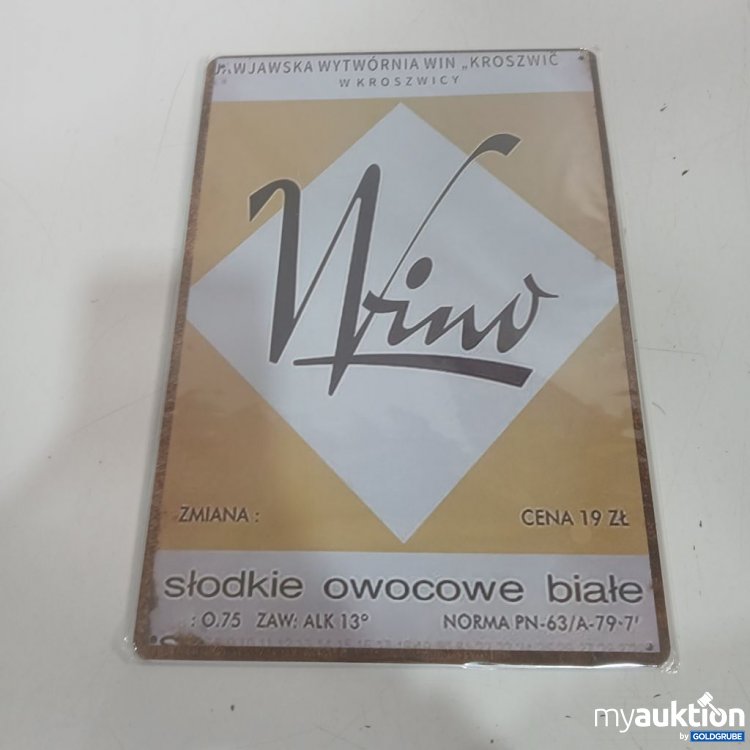 JAWJAWSKA WYTWÓRNIA WIN „KROSZWIC
W KROSZWICY
Wino
ZMIANA :
CENA 19 ZŁ
słodkie owocowe białe
: 0.75 ZAW: ALK 13°
NORMA PN-63/A-79-7
myauktion
by GOLDGRUBE